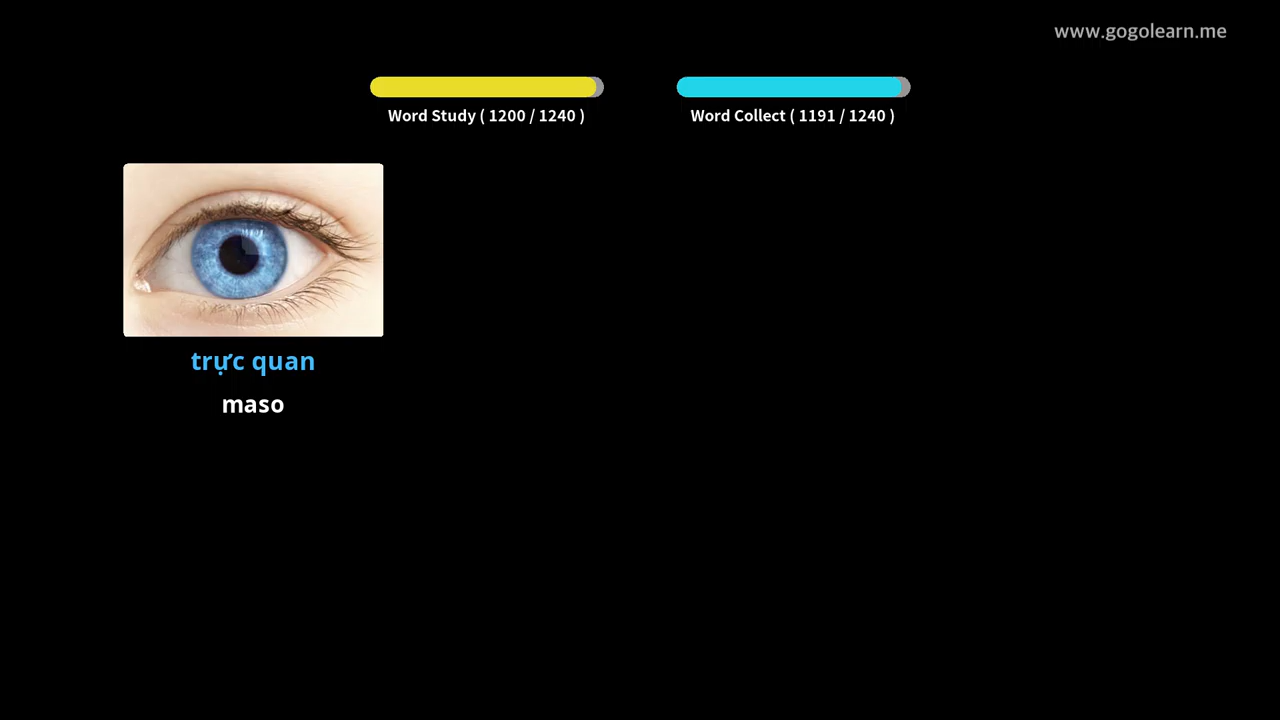 www.gogolearn.me
Word Study ( 1200 / 1240 )
Word Collect ( 1191 / 1240 )
trực quan
maso